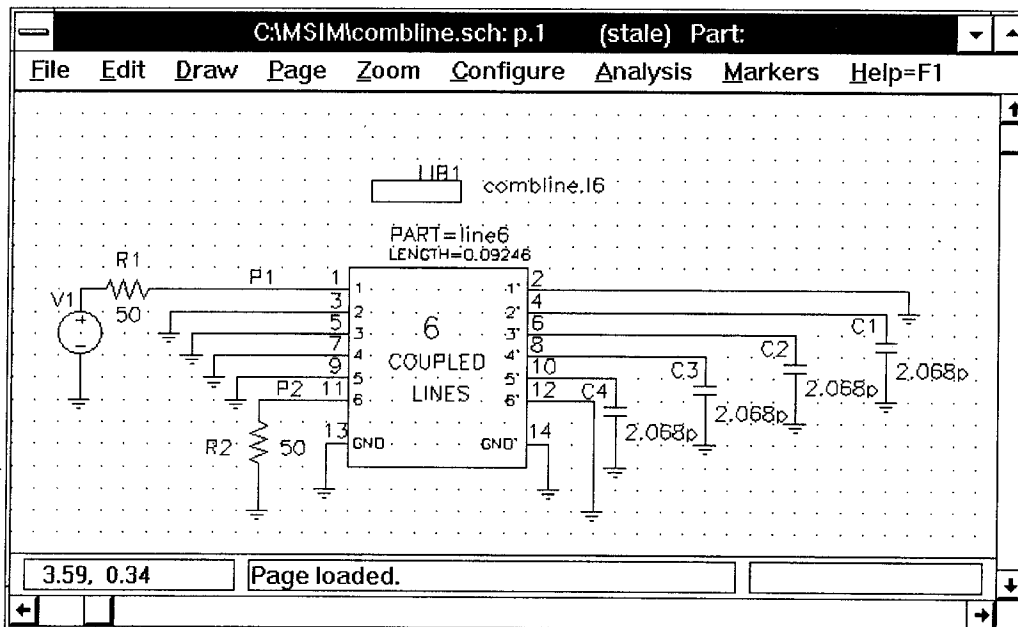 C:\MSIM\combline.sch: p.1 (stale) Part:
File Edit Draw Page Zoom Configure Analysis Markers Help=F1
UB1
combline.l6
PART=line6
LENGTH=0.09246
R1
50
V1
+
−
P1
1 1 1' 2
3 2 2' 4
5 3 3' 6
7 4 4' 8
9 5 5' 10
P2 11 6 6' 12
6
COUPLED
LINES
13 GND GND' 14
R2 50
C1
2.068p
C2
2.068p
C3
2.068p
C4
2.068p
3.59, 0.34
Page loaded.